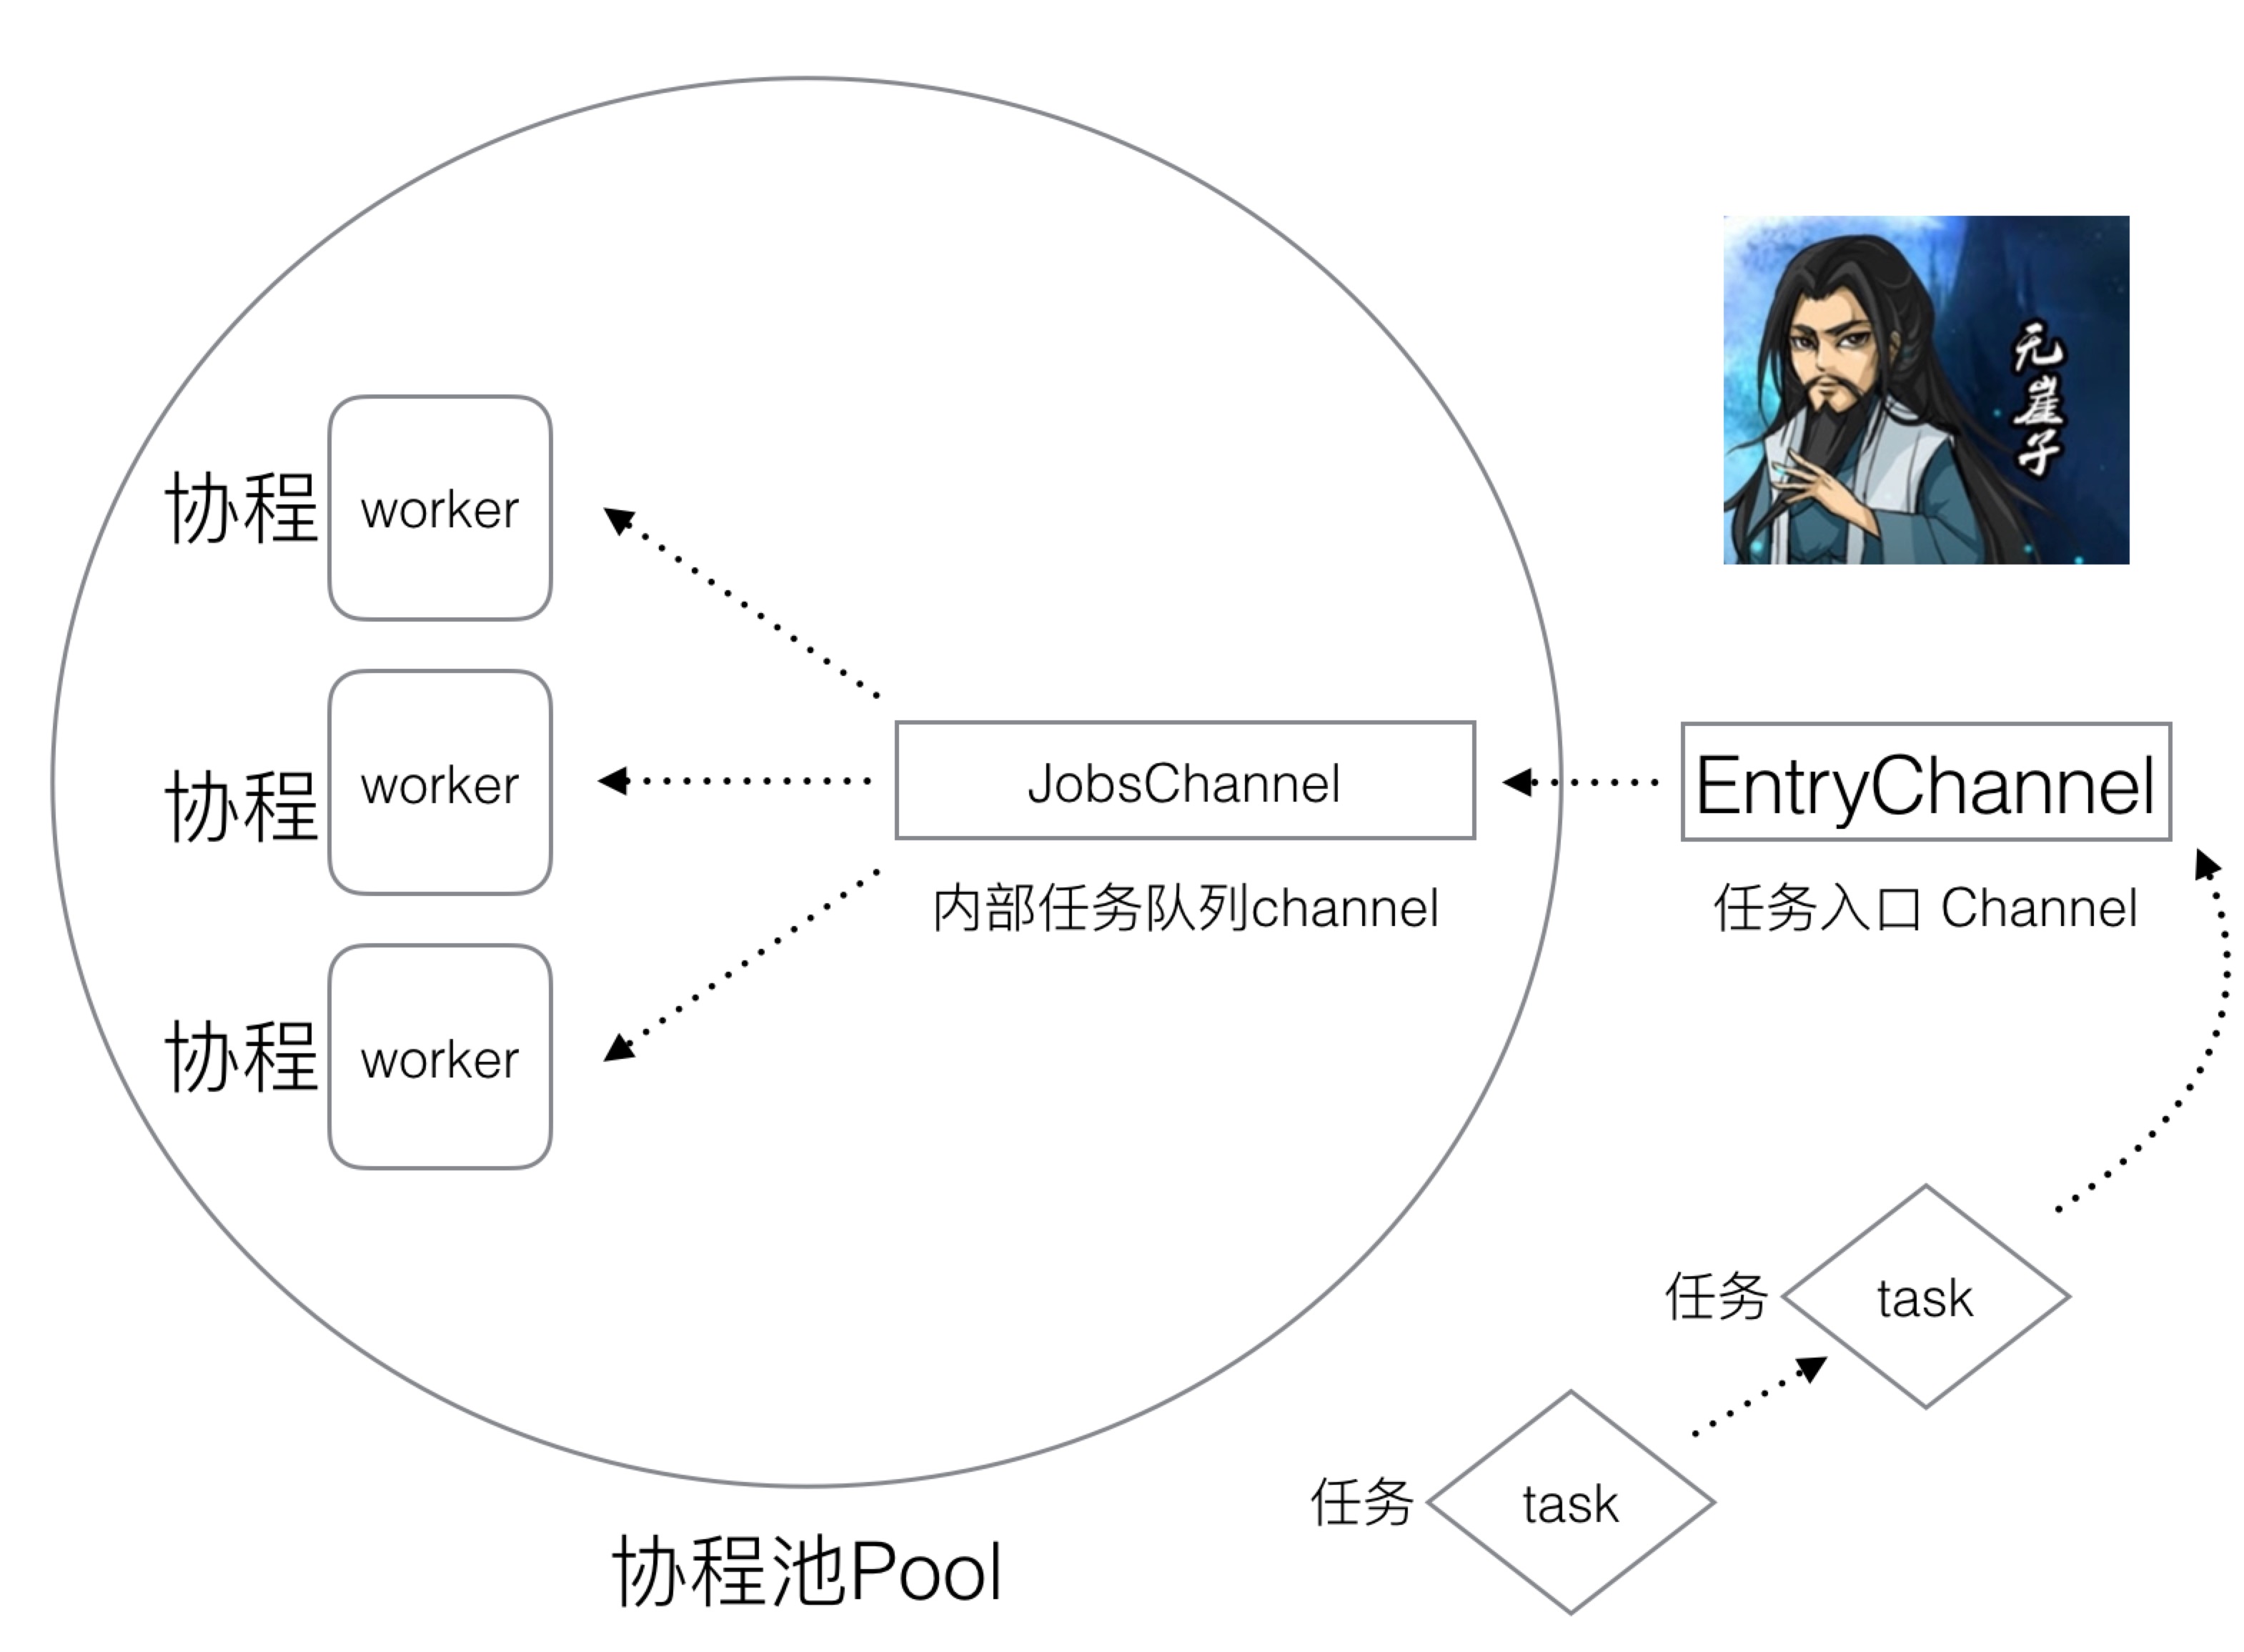 无崖子
协程
worker
协程
worker
JobsChannel
EntryChannel
内部任务队列channel
任务入口 Channel
协程
worker
任务
task
任务
task
协程池Pool